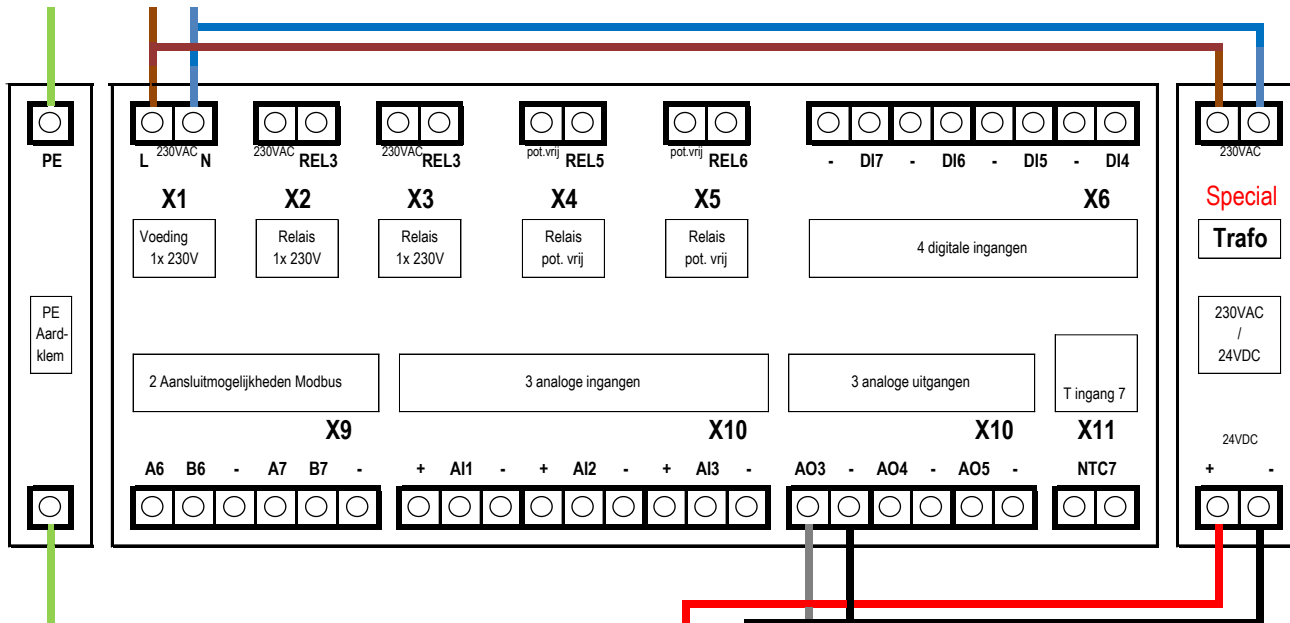 PE
L 230VAC N
230VAC REL3
230VAC REL3
pot.vrij REL5
pot.vrij REL6
- DI7 - DI6 - DI5 - DI4
230VAC
X1 X2 X3 X4 X5 X6
Special
Trafo
Voeding
1x 230V
Relais
1x 230V
Relais
1x 230V
Relais
pot. vrij
Relais
pot. vrij
4 digitale ingangen
PE
Aard-
klem
230VAC
/
24VDC
2 Aansluitmogelijkheden Modbus
3 analoge ingangen
3 analoge uitgangen
T ingang 7
X9 X10 X10 X11
24VDC
A6 B6 - A7 B7 -
+ AI1 - + AI2 - + AI3 -
AO3 - AO4 - AO5 -
NTC7
+ -